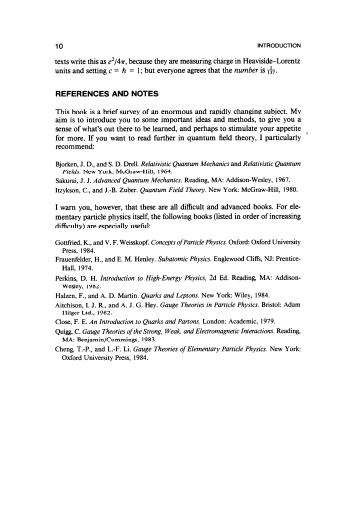 10
INTRODUCTION
texts write this as e²/4π, because they are measuring charge in Heaviside–Lorentz
units and setting c = ħ = 1; but everyone agrees that the number is 1/137.
REFERENCES AND NOTES
This book is a brief survey of an enormous and rapidly changing subject. My
aim is to introduce you to some important ideas and methods, to give you a
sense of what's out there to be learned, and perhaps to stimulate your appetite
for more. If you want to read further in quantum field theory, I particularly
recommend:
Bjorken, J. D., and S. D. Drell. Relativistic Quantum Mechanics and Relativistic Quantum
Fields. New York: McGraw-Hill, 1964.
Sakurai, J. J. Advanced Quantum Mechanics. Reading, MA: Addison-Wesley, 1967.
Itzykson, C., and J.-B. Zuber. Quantum Field Theory. New York: McGraw-Hill, 1980.
I warn you, however, that these are all difficult and advanced books. For ele-
mentary particle physics itself, the following books (listed in order of increasing
difficulty) are especially useful:
Gottfried, K., and V. F. Weisskopf. Concepts of Particle Physics. Oxford: Oxford University
Press, 1984.
Frauenfelder, H., and E. M. Henley. Subatomic Physics. Englewood Cliffs, NJ: Prentice-
Hall, 1974.
Perkins, D. H. Introduction to High-Energy Physics, 2d Ed. Reading, MA: Addison-
Wesley, 1982.
Halzen, F., and A. D. Martin. Quarks and Leptons. New York: Wiley, 1984.
Aitchison, I. J. R., and A. J. G. Hey. Gauge Theories in Particle Physics. Bristol: Adam
Hilger Ltd., 1982.
Close, F. E. An Introduction to Quarks and Partons. London: Academic, 1979.
Quigg, C. Gauge Theories of the Strong, Weak, and Electromagnetic Interactions. Reading,
MA: Benjamin/Cummings, 1983.
Cheng, T.-P., and L.-F. Li. Gauge Theories of Elementary Particle Physics. New York:
Oxford University Press, 1984.